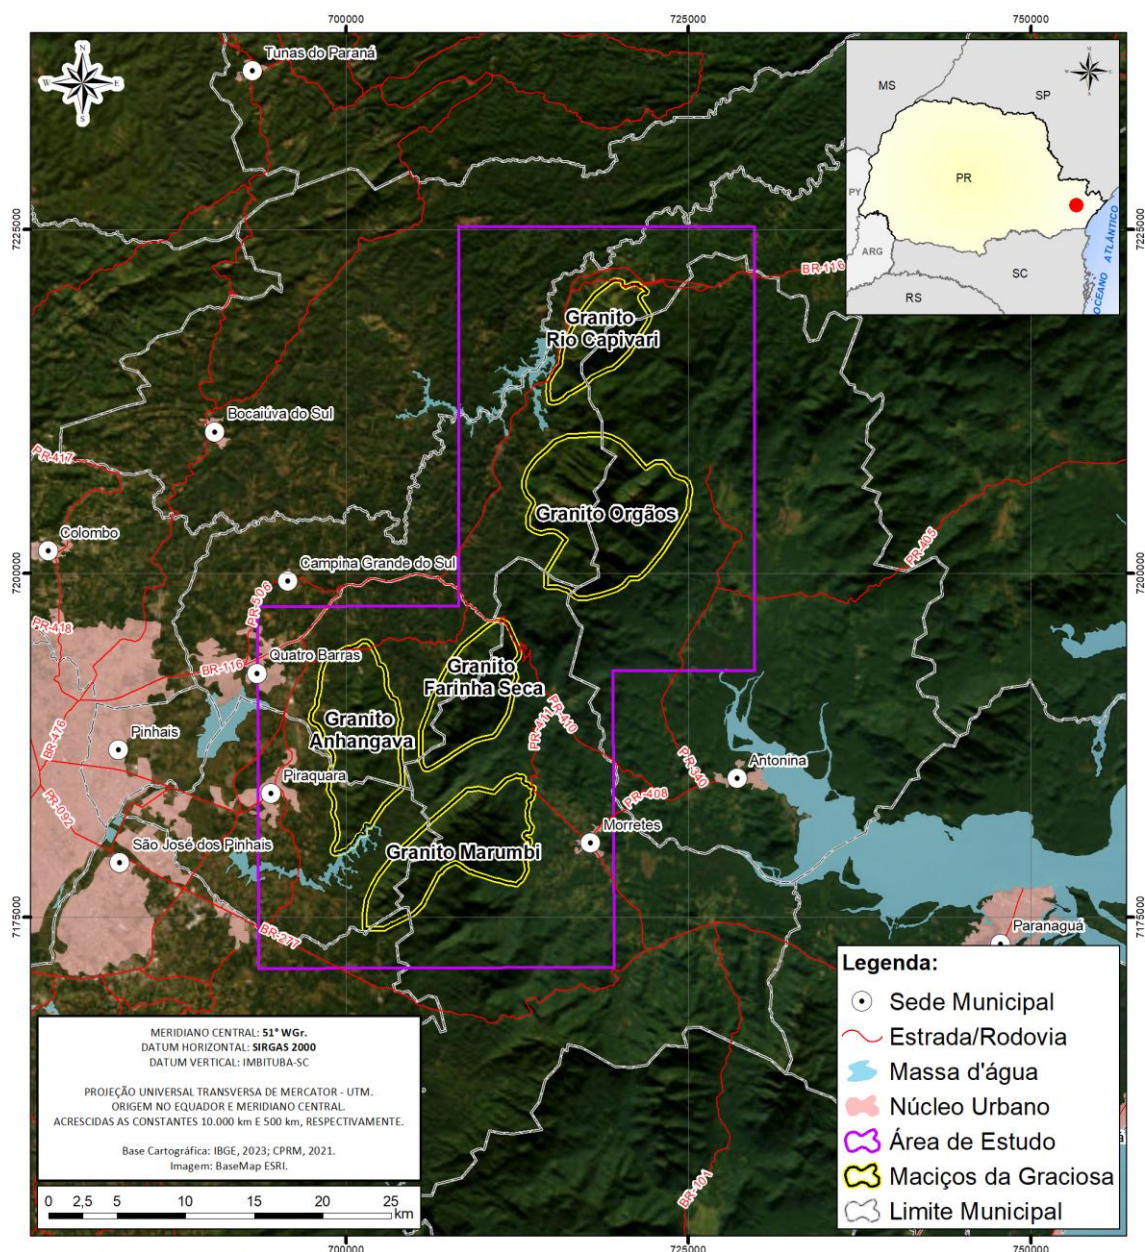 700000
725000
750000
N
W
E
S
Tunas do Paraná
MS
SP
PY
PR
ARG
SC
RS
OCEANO ATLÂNTICO
7225000
7225000
BR-116
Granito
Rio Capivari
Bocaiúva do Sul
PR-417
Colombo
Granito Orgãos
PR-405
Campina Grande do Sul
7200000
7200000
PR-506
PR-418
Quatro Barras
BR-116
Granito
Farinha Seca
Granito
Anhangava
PR-411
PR-410
BR-476
Pinhais
Piraquara
PR-340
Antonina
PR-092
PR-408
Morretes
São José dos Pinhais
Granito Marumbi
7175000
7175000
BR-277
Paranaguá
BR-101
Legenda:
Sede Municipal
Estrada/Rodovia
Massa d'água
Núcleo Urbano
Área de Estudo
Maciços da Graciosa
Limite Municipal
MERIDIANO CENTRAL: 51° WGr.
DATUM HORIZONTAL: SIRGAS 2000
DATUM VERTICAL: IMBITUBA-SC
PROJEÇÃO UNIVERSAL TRANSVERSA DE MERCATOR - UTM.
ORIGEM NO EQUADOR E MERIDIANO CENTRAL.
ACRESCIDAS AS CONSTANTES 10.000 km E 500 km, RESPECTIVAMENTE.
Base Cartográfica: IBGE, 2023; CPRM, 2021.
Imagem: BaseMap ESRI.
0 2,5 5 10 15 20 25
km
700000
725000
750000